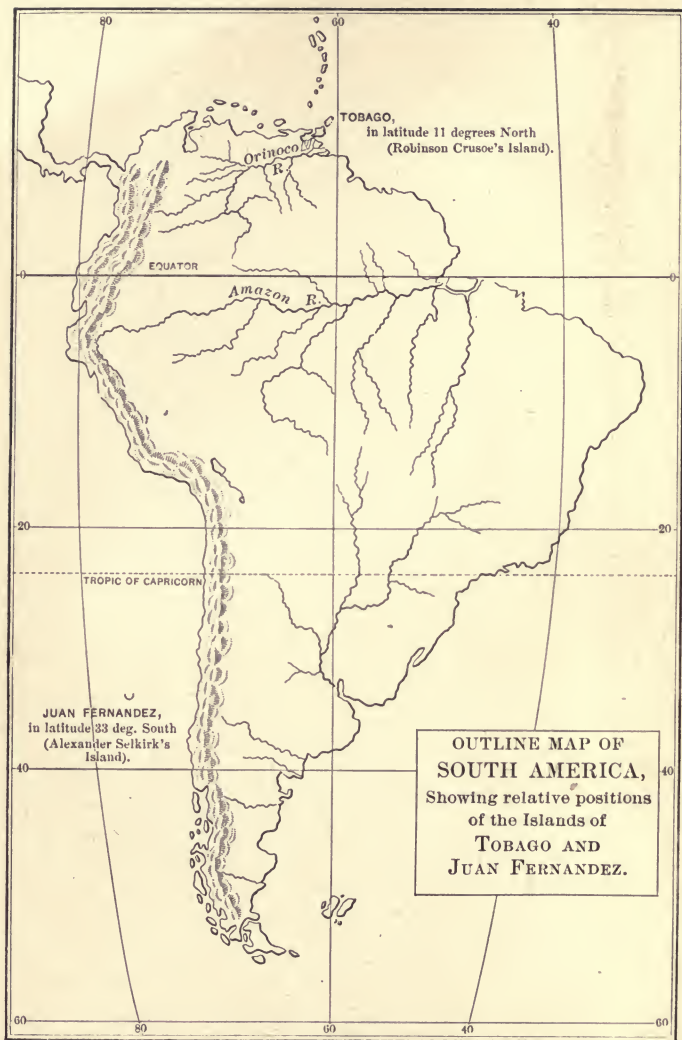 80
60
40
TOBAGO,
in latitude 11 degrees North
(Robinson Crusoe's Island).
Orinoco
R.
0
EQUATOR
0
Amazon R.
20
20
TROPIC OF CAPRICORN
JUAN FERNANDEZ,
in latitude 33 deg. South
(Alexander Selkirk's
Island).
40
40
OUTLINE MAP OF
SOUTH AMERICA,
Showing relative positions
of the Islands of
TOBAGO AND
JUAN FERNANDEZ.
60
60
80
60
40